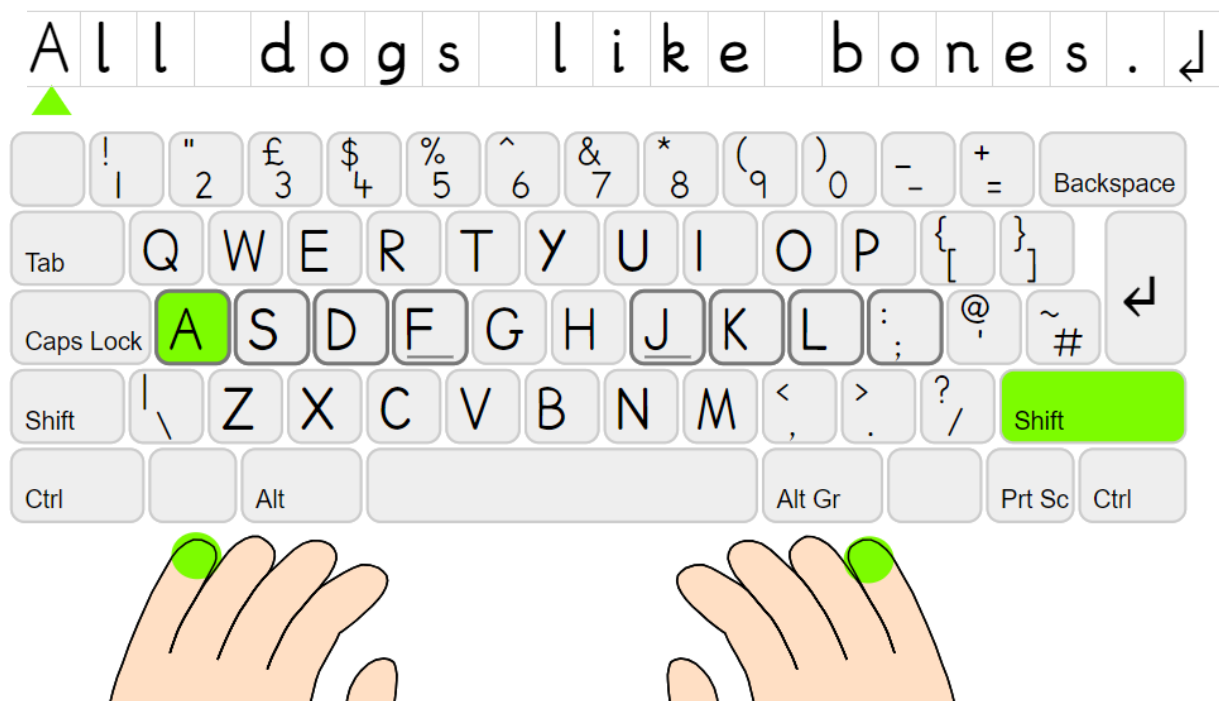 All dogs like bones.↲
! 1 " 2 £ 3 $ 4 % 5 ^ 6 & 7 * 8 ( 9 ) 0 _ - + = Backspace
Tab Q W E R T Y U I O P { [ } ]
Caps Lock A S D F G H J K L : ; @ ' ~ # ↲
Shift | \ Z X C V B N M < , > . ? / Shift
Ctrl Alt Alt Gr Prt Sc Ctrl